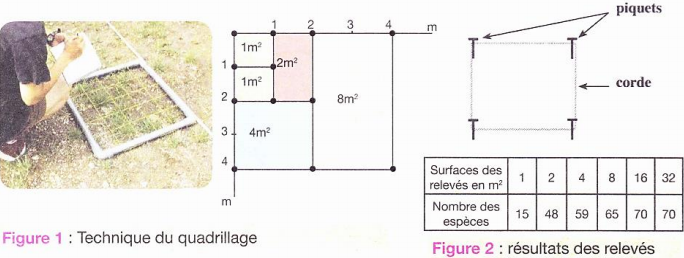 1 2 3 4 m
1m²
2m²
1
1m²
2
8m²
4m²
3
4
m
Figure 1 : Technique du quadrillage
piquets
corde
Surfaces des relevés en m² 1 2 4 8 16 32
Nombre des espèces 15 48 59 65 70 70
Figure 2 : résultats des relevés